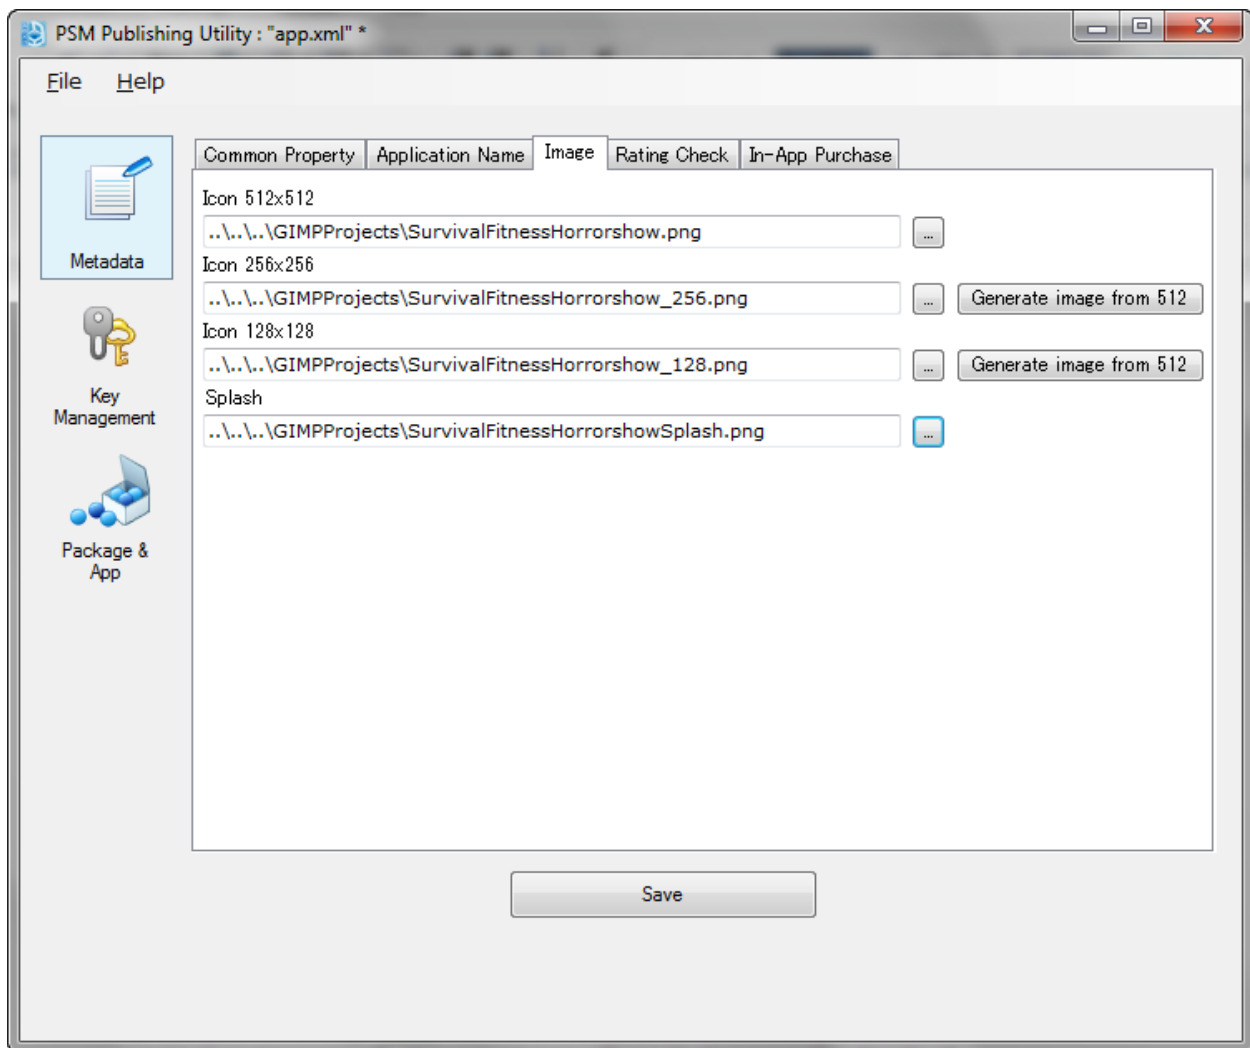 PSM Publishing Utility : "app.xml" *
File Help
Common Property Application Name Image Rating Check In-App Purchase
Metadata
Key
Management
Package &
App
Icon 512x512
..\..\..\GIMPProjects\SurvivalFitnessHorrorshow.png ...
Icon 256x256
..\..\..\GIMPProjects\SurvivalFitnessHorrorshow_256.png ... Generate image from 512
Icon 128x128
..\..\..\GIMPProjects\SurvivalFitnessHorrorshow_128.png ... Generate image from 512
Splash
..\..\..\GIMPProjects\SurvivalFitnessHorrorshowSplash.png ...
Save